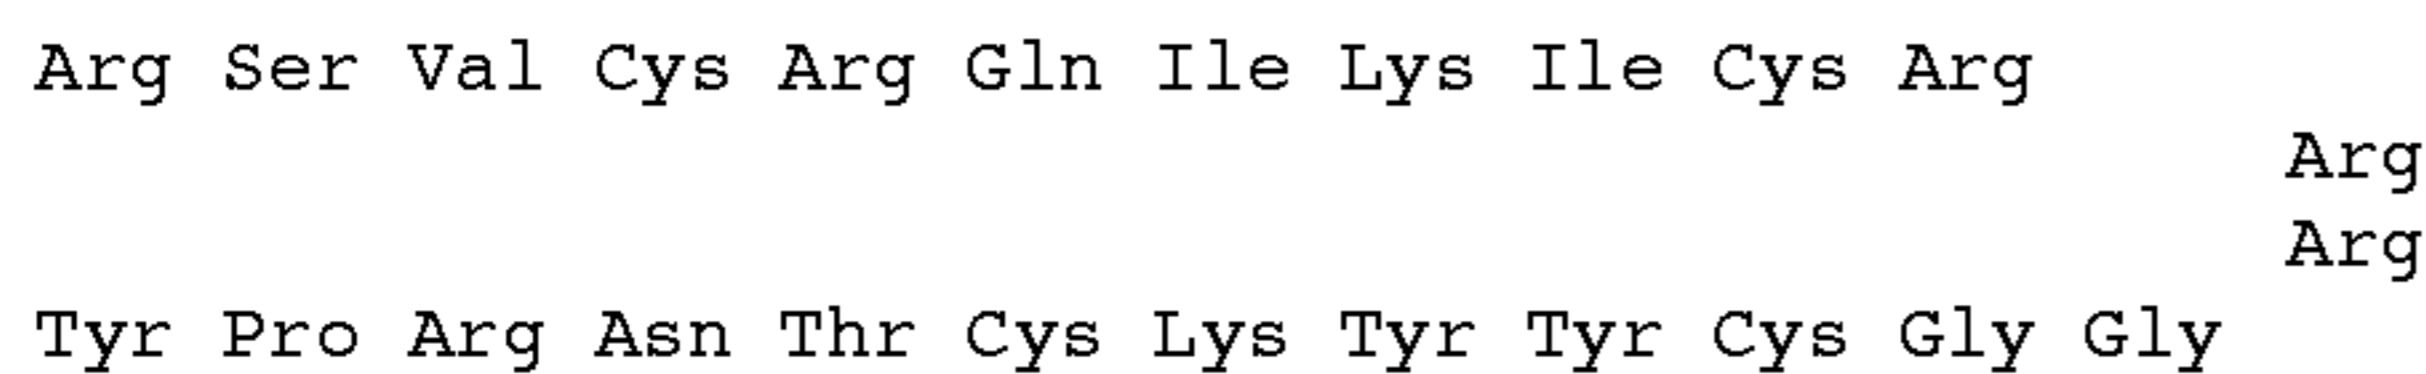 Arg Ser Val Cys Arg Gln Ile Lys Ile Cys Arg
Arg
Arg
Tyr Pro Arg Asn Thr Cys Lys Tyr Tyr Cys Gly Gly